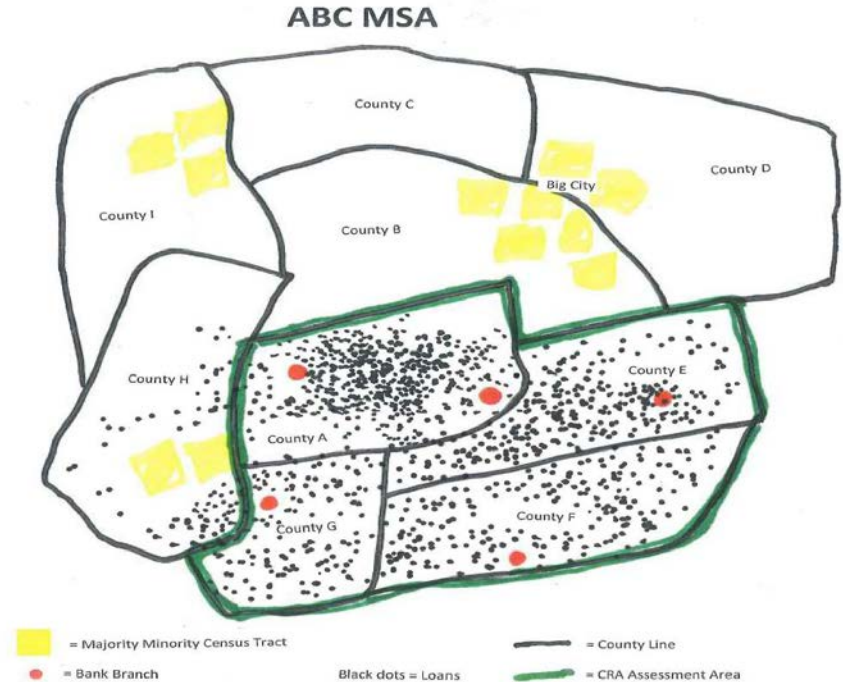 ABC MSA
County C
County D
Big City
County I
County B
County H
County E
County A
County F
County G
= Majority Minority Census Tract
= County Line
= Bank Branch
Black dots = Loans
= CRA Assessment Area